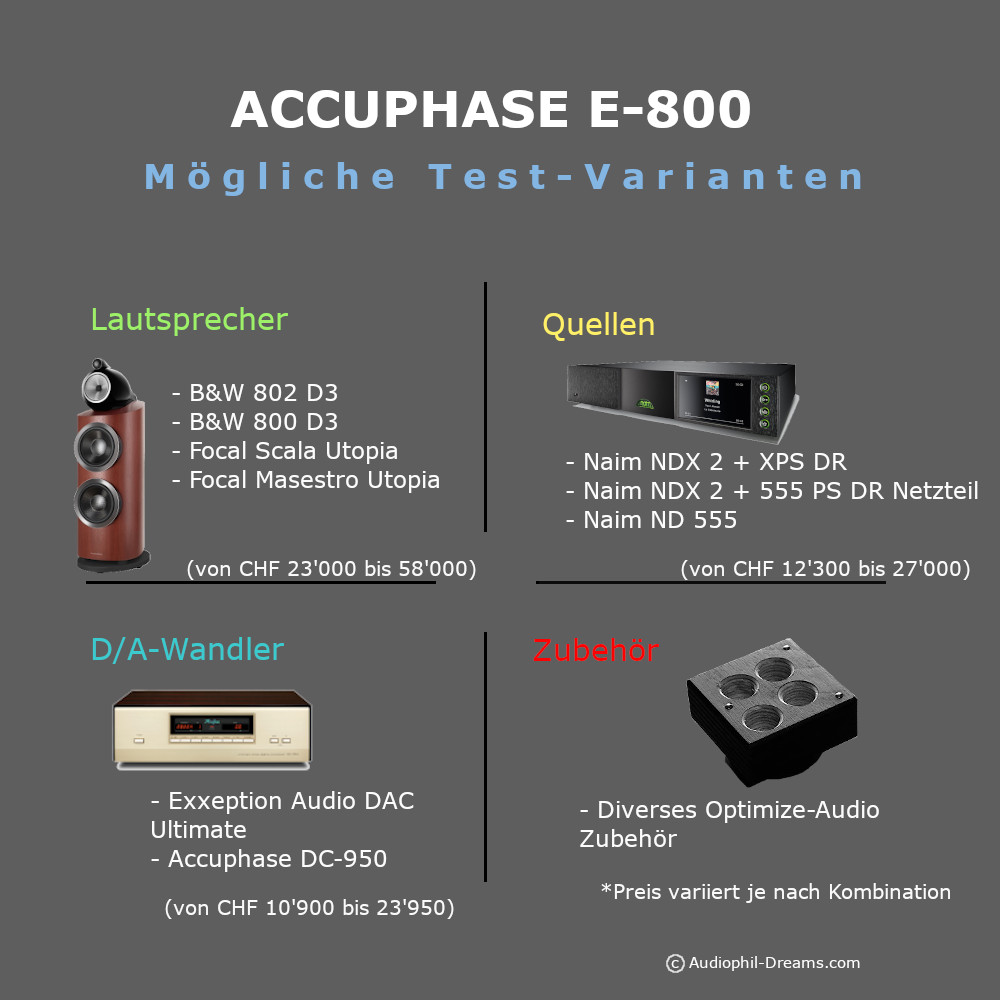 ACCUPHASE E-800
Mögliche Test-Varianten
Lautsprecher
- B&W 802 D3
- B&W 800 D3
- Focal Scala Utopia
- Focal Masestro Utopia
(von CHF 23'000 bis 58'000)
Quellen
- Naim NDX 2 + XPS DR
- Naim NDX 2 + 555 PS DR Netzteil
- Naim ND 555
(von CHF 12'300 bis 27'000)
D/A-Wandler
- Exxeption Audio DAC
Ultimate
- Accuphase DC-950
(von CHF 10'900 bis 23'950)
Zubehör
- Diverses Optimize-Audio
Zubehör
*Preis variiert je nach Kombination
© Audiophil-Dreams.com